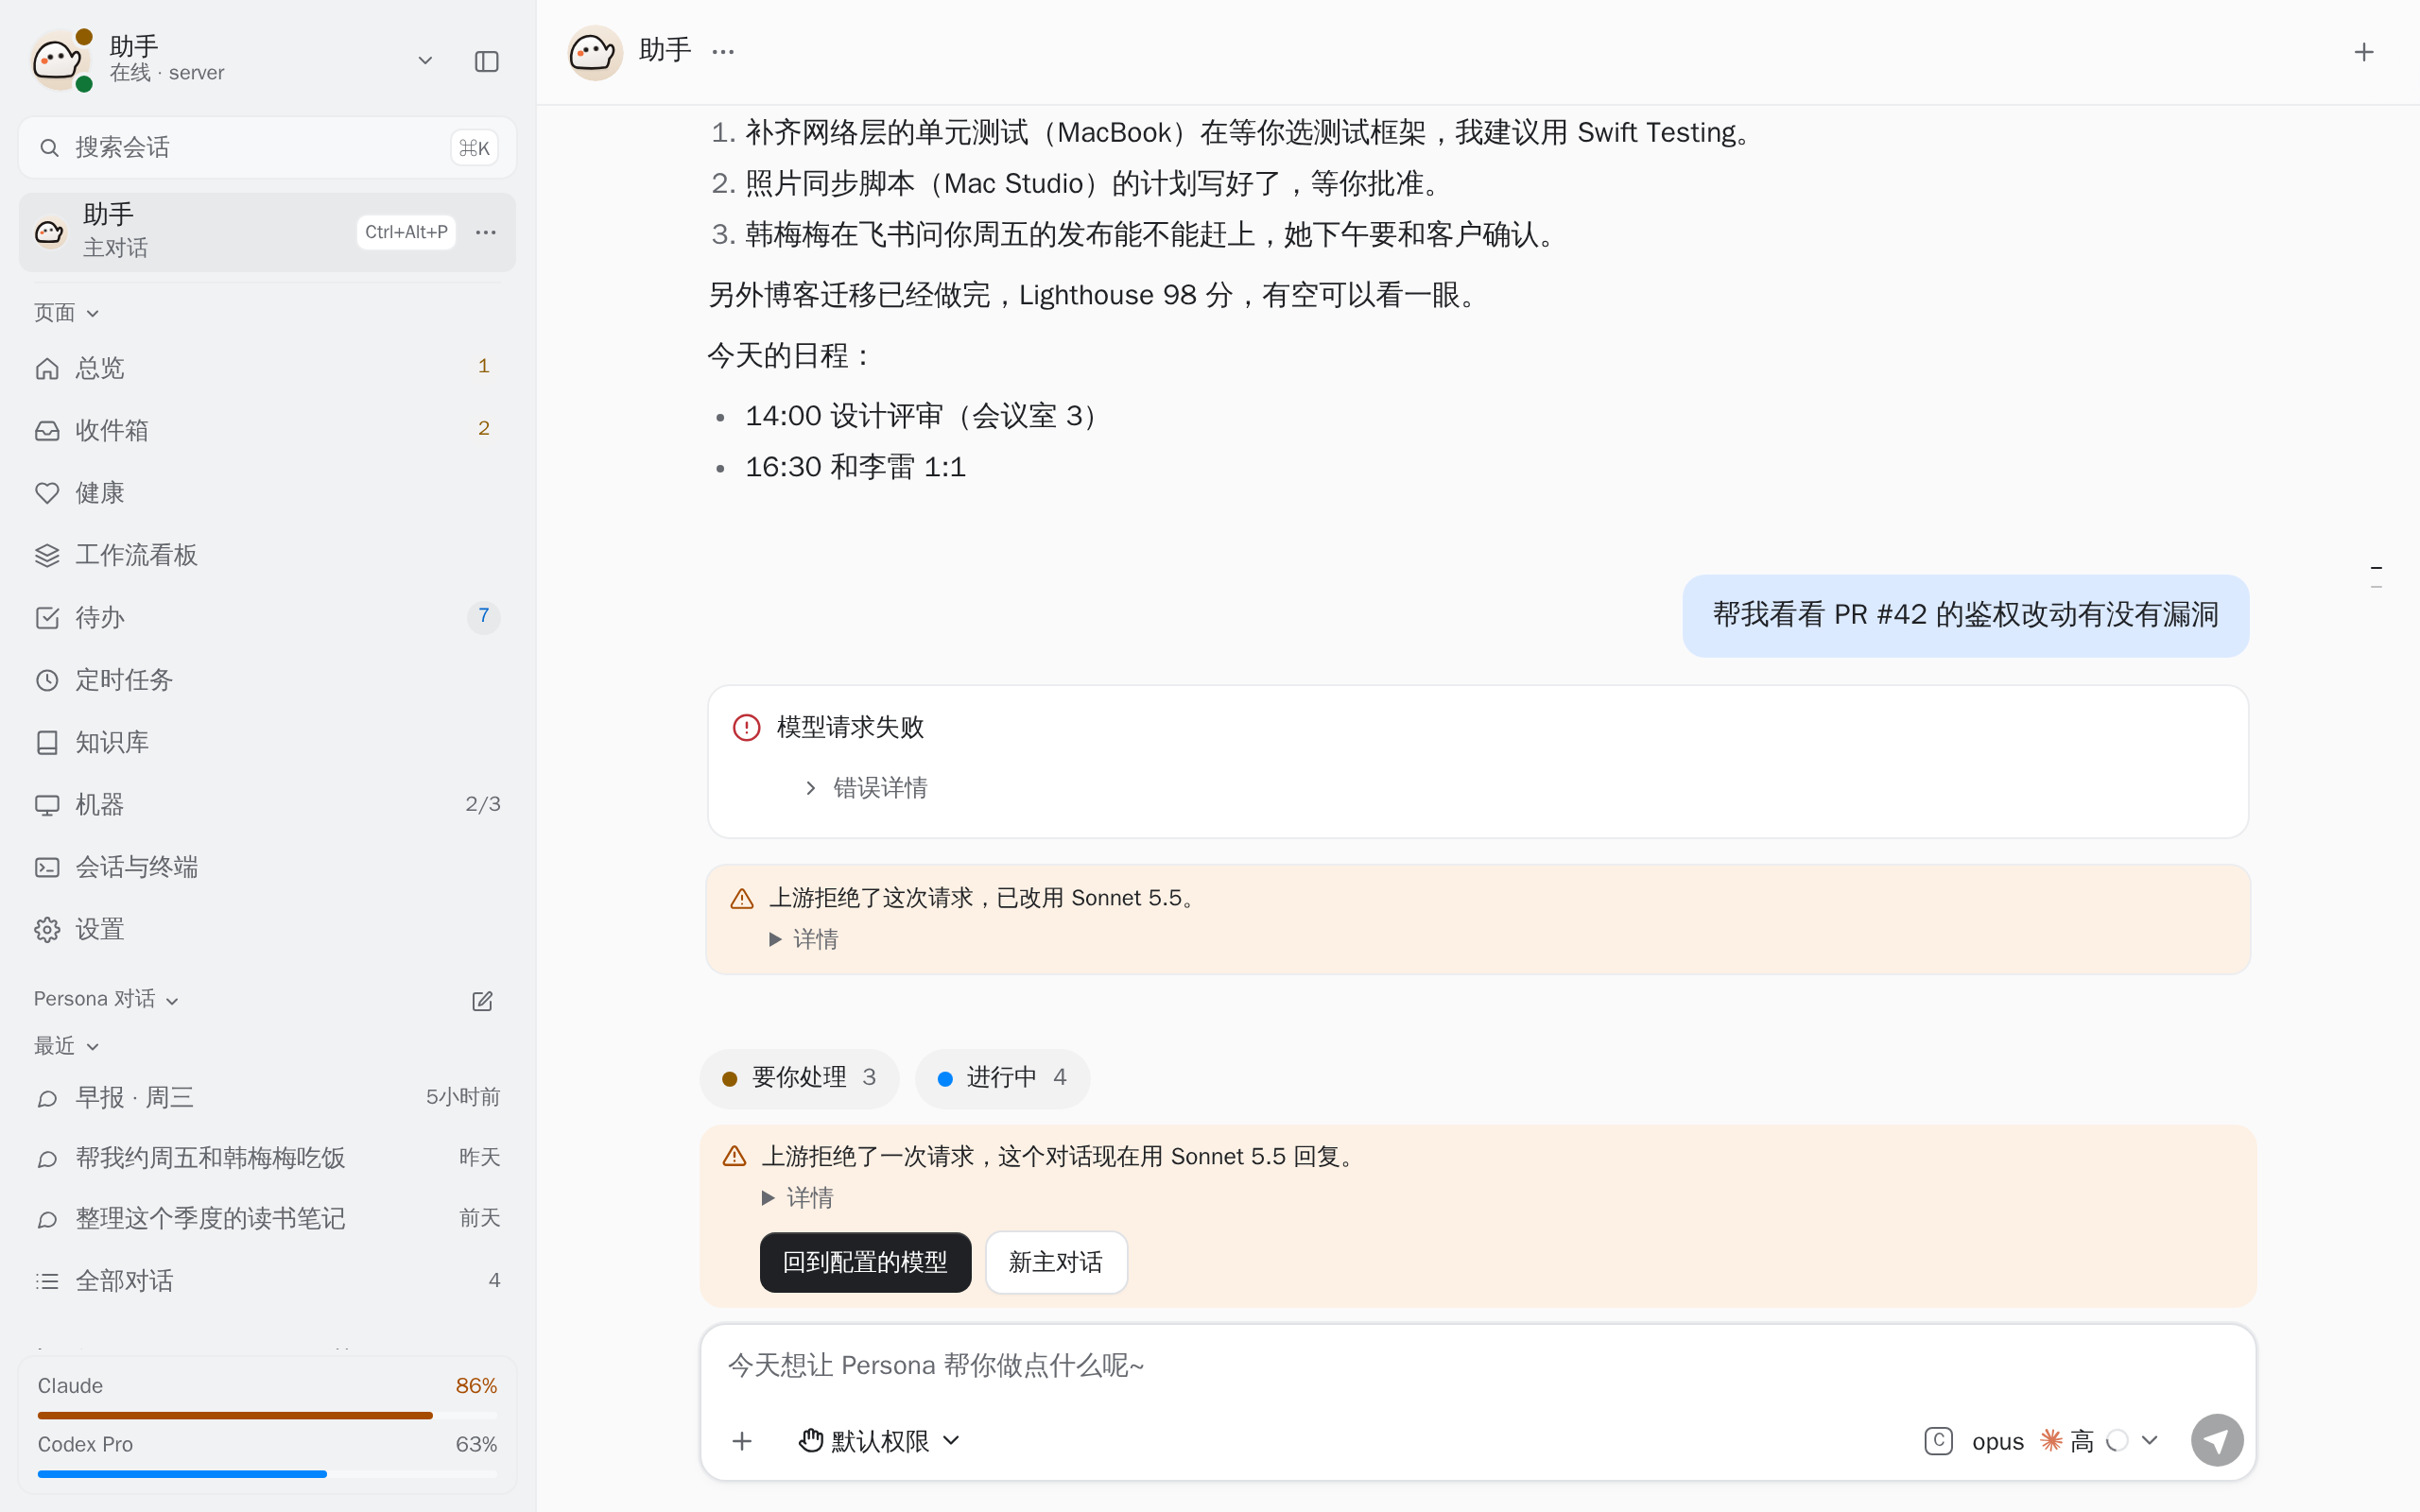 助手
在线 · server
搜索会话
⌘K
助手
主对话
Ctrl+Alt+P
页面
总览
1
收件箱
2
健康
工作流看板
待办
7
定时任务
知识库
机器
2/3
会话与终端
设置
Persona 对话
最近
早报 · 周三
5小时前
帮我约周五和韩梅梅吃饭
昨天
整理这个季度的读书笔记
前天
全部对话
4
Claude
86%
Codex Pro
63%
助手
1. 补齐网络层的单元测试（MacBook）在等你选测试框架，我建议用 Swift Testing。
2. 照片同步脚本（Mac Studio）的计划写好了，等你批准。
3. 韩梅梅在飞书问你周五的发布能不能赶上，她下午要和客户确认。
另外博客迁移已经做完，Lighthouse 98 分，有空可以看一眼。
今天的日程：
• 14:00 设计评审（会议室 3）
• 16:30 和李雷 1:1
帮我看看 PR #42 的鉴权改动有没有漏洞
模型请求失败
错误详情
上游拒绝了这次请求，已改用 Sonnet 5.5。
详情
要你处理 3
进行中 4
上游拒绝了一次请求，这个对话现在用 Sonnet 5.5 回复。
详情
回到配置的模型
新主对话
今天想让 Persona 帮你做点什么呢~
默认权限
C
opus
高